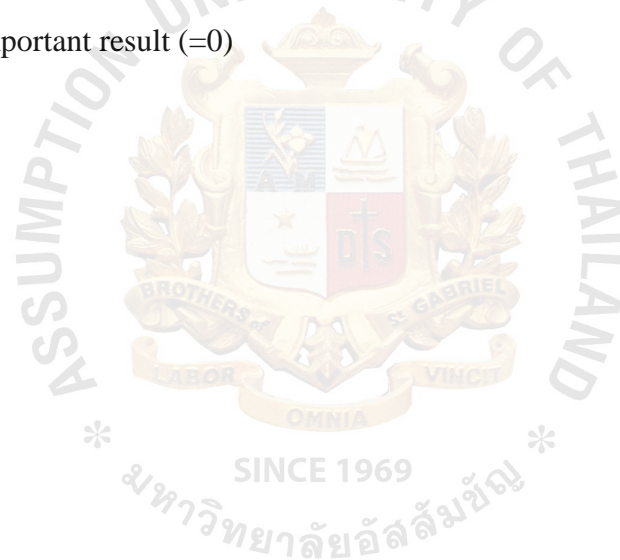 portant result (=0)
UNIVERSITY OF
ASSUMPTION
THAILAND
A M
D S
BROTHERS of
St GABRIEL
LABOR
OMNIA
VINCIT
* SINCE 1969 *
มหาวิทยาลัยอัสสัมชัญ